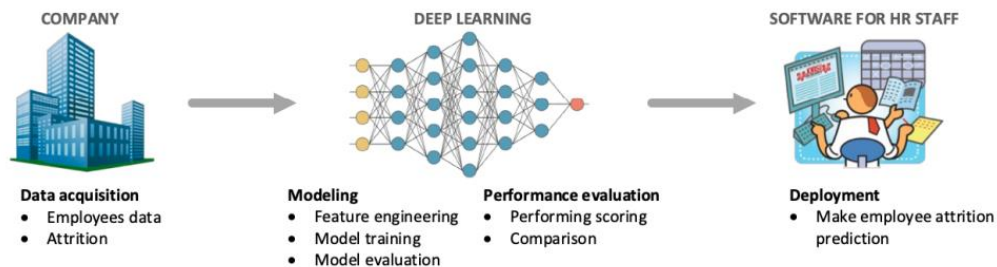 COMPANY
DEEP LEARNING
SOFTWARE FOR HR STAFF
Data acquisition
• Employees data
• Attrition
Modeling
• Feature engineering
• Model training
• Model evaluation
Performance evaluation
• Performing scoring
• Comparison
Deployment
• Make employee attrition
prediction